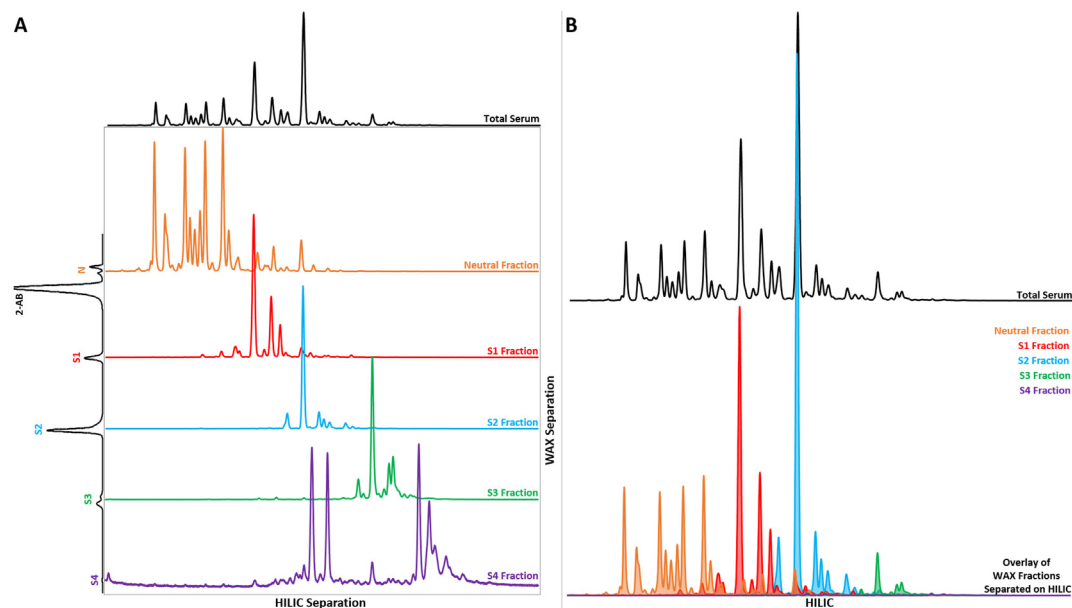 A
Total Serum
Neutral Fraction
N
2-AB
S1
S1 Fraction
S2
S2 Fraction
S3
S3 Fraction
S4
S4 Fraction
HILIC Separation
WAX Separation
B
Total Serum
Neutral Fraction
S1 Fraction
S2 Fraction
S3 Fraction
S4 Fraction
Overlay of
WAX Fractions
Separated on HILIC
HILIC